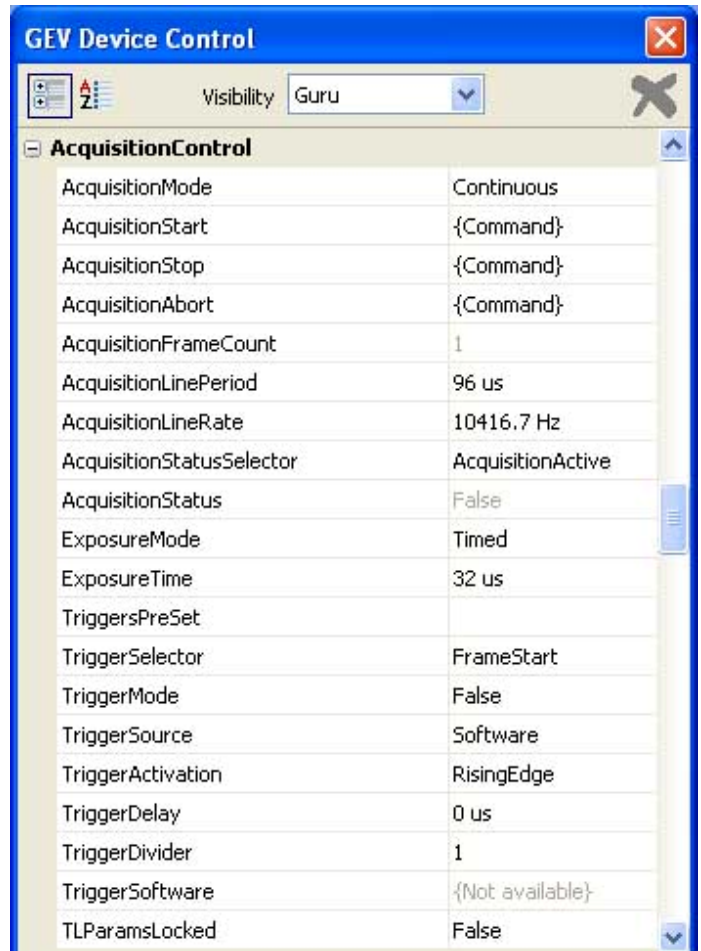 GEV Device Control
Visibility Guru
AcquisitionControl
AcquisitionMode Continuous
AcquisitionStart {Command}
AcquisitionStop {Command}
AcquisitionAbort {Command}
AcquisitionFrameCount 1
AcquisitionLinePeriod 96 us
AcquisitionLineRate 10416.7 Hz
AcquisitionStatusSelector AcquisitionActive
AcquisitionStatus False
ExposureMode Timed
ExposureTime 32 us
TriggersPreSet
TriggerSelector FrameStart
TriggerMode False
TriggerSource Software
TriggerActivation RisingEdge
TriggerDelay 0 us
TriggerDivider 1
TriggerSoftware {Not available}
TLParamsLocked False